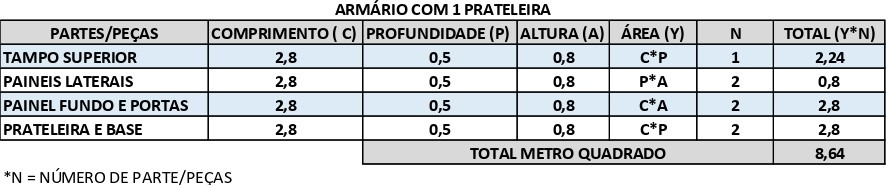 ARMÁRIO COM 1 PRATELEIRA
PARTES/PEÇAS COMPRIMENTO ( C) PROFUNDIDADE (P) ALTURA (A) ÁREA (Y) N TOTAL (Y*N)
TAMPO SUPERIOR 2,8 0,5 0,8 C*P 1 2,24
PAINEIS LATERAIS 2,8 0,5 0,8 P*A 2 0,8
PAINEL FUNDO E PORTAS 2,8 0,5 0,8 C*A 2 2,8
PRATELEIRA E BASE 2,8 0,5 0,8 C*P 2 2,8
TOTAL METRO QUADRADO 8,64
*N = NÚMERO DE PARTE/PEÇAS